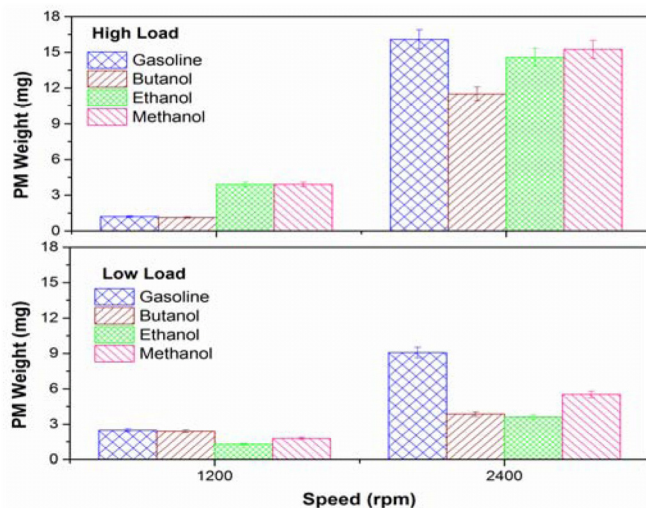 High Load
Gasoline
Butanol
Ethanol
Methanol
PM Weight (mg)
18
15
12
9
6
3
0
Low Load
Gasoline
Butanol
Ethanol
Methanol
PM Weight (mg)
18
15
12
9
6
3
0
1200
2400
Speed (rpm)